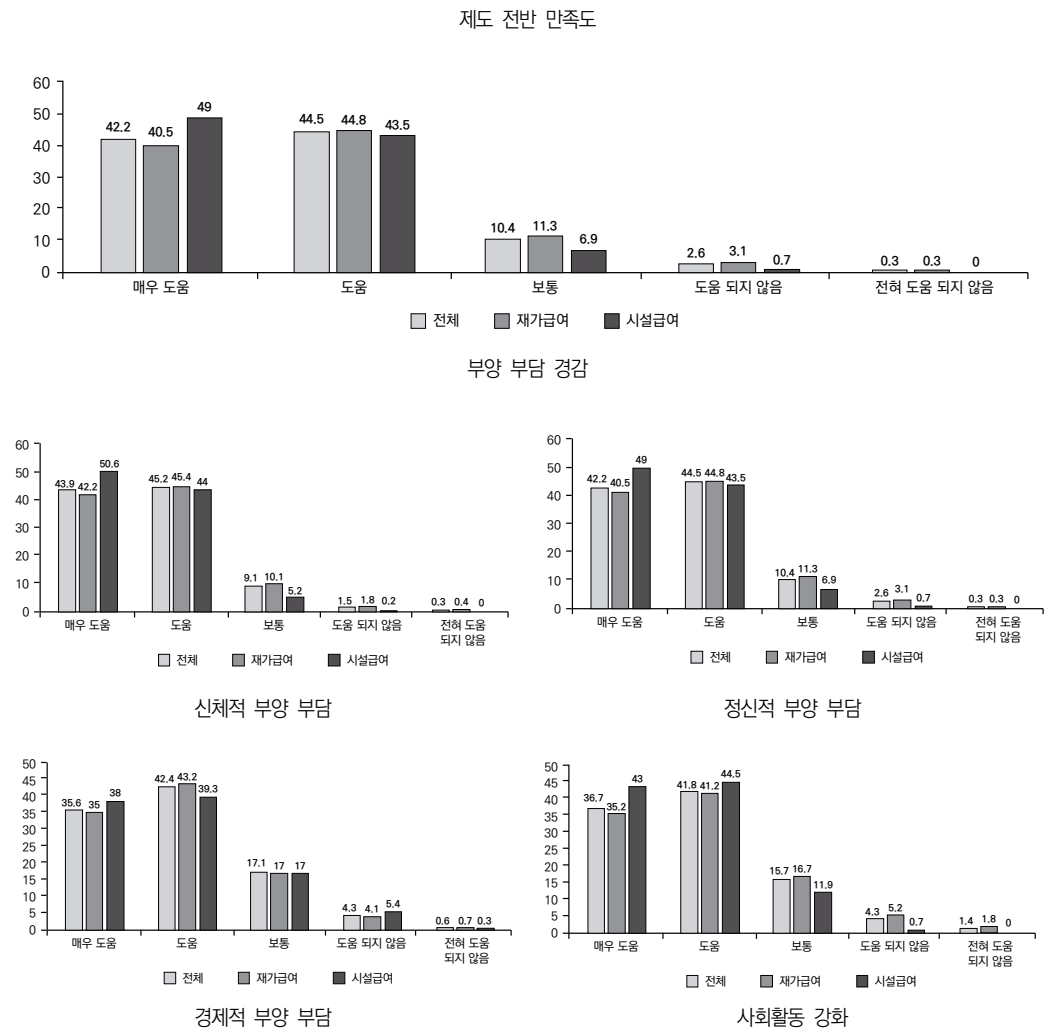 제도 전반 만족도
60
50
40
30
20
10
0
42.2 40.5 49
44.5 44.8 43.5
10.4 11.3 6.9
2.6 3.1 0.7
0.3 0.3 0
매우 도움 도움 보통 도움 되지 않음 전혀 도움 되지 않음
전체 재가급여 시설급여
부양 부담 경감
60
50
40
30
20
10
0
43.9 42.2 50.6
45.2 45.4 44
9.1 10.1 5.2
1.5 1.8 0.2
0.3 0.4 0
매우 도움 도움 보통 도움 되지 않음 전혀 도움
되지 않음
전체 재가급여 시설급여
신체적 부양 부담
60
50
40
30
20
10
0
42.2 40.5 49
44.5 44.8 43.5
10.4 11.3 6.9
2.6 3.1 0.7
0.3 0.3 0
매우 도움 도움 보통 도움 되지 않음 전혀 도움
되지 않음
전체 재가급여 시설급여
정신적 부양 부담
50
45
40
35
30
25
20
15
10
5
0
35.6 35 38
42.4 43.2 39.3
17.1 17 17
4.3 4.1 5.4
0.6 0.7 0.3
매우 도움 도움 보통 도움 되지 않음 전혀 도움
되지 않음
전체 재가급여 시설급여
경제적 부양 부담
50
45
40
35
30
25
20
15
10
5
0
36.7 35.2 43
41.8 41.2 44.5
15.7 16.7 11.9
4.3 5.2 0.7
1.4 1.8 0
매우 도움 도움 보통 도움 되지 않음 전혀 도움
되지 않음
전체 재가급여 시설급여
사회활동 강화